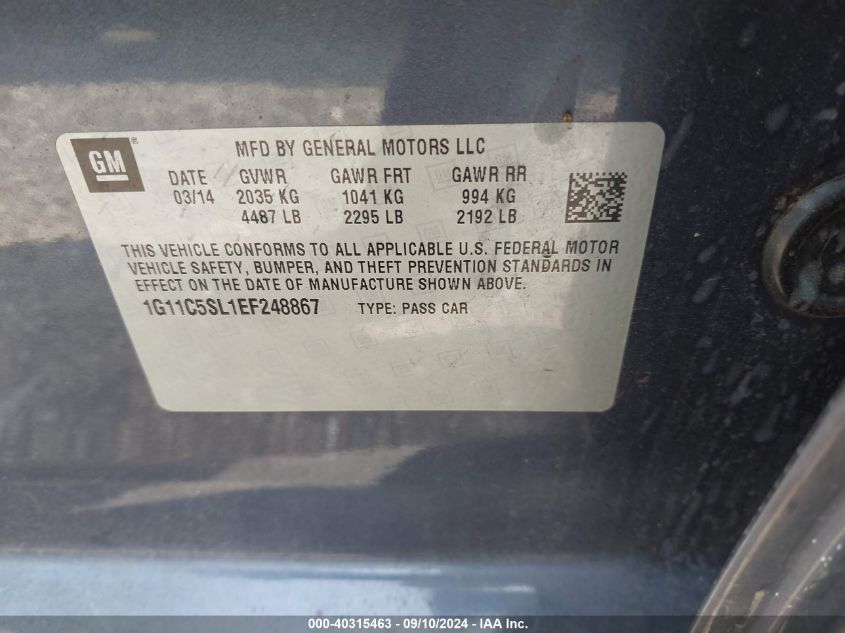 GM®
MFD BY GENERAL MOTORS LLC
DATE GVWR GAWR FRT GAWR RR
03/14 2035 KG 1041 KG 994 KG
4487 LB 2295 LB 2192 LB
THIS VEHICLE CONFORMS TO ALL APPLICABLE U.S. FEDERAL MOTOR
VEHICLE SAFETY, BUMPER, AND THEFT PREVENTION STANDARDS IN
EFFECT ON THE DATE OF MANUFACTURE SHOWN ABOVE.
1G11C5SL1EF248867 TYPE: PASS CAR
000-40315463 - 09/10/2024 - IAA Inc.